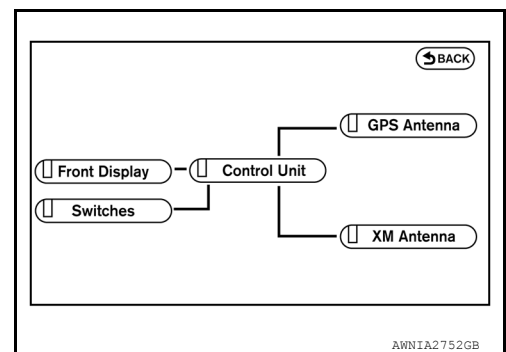 BACK
GPS Antenna
Front Display
Control Unit
Switches
XM Antenna
AWNIA2752GB